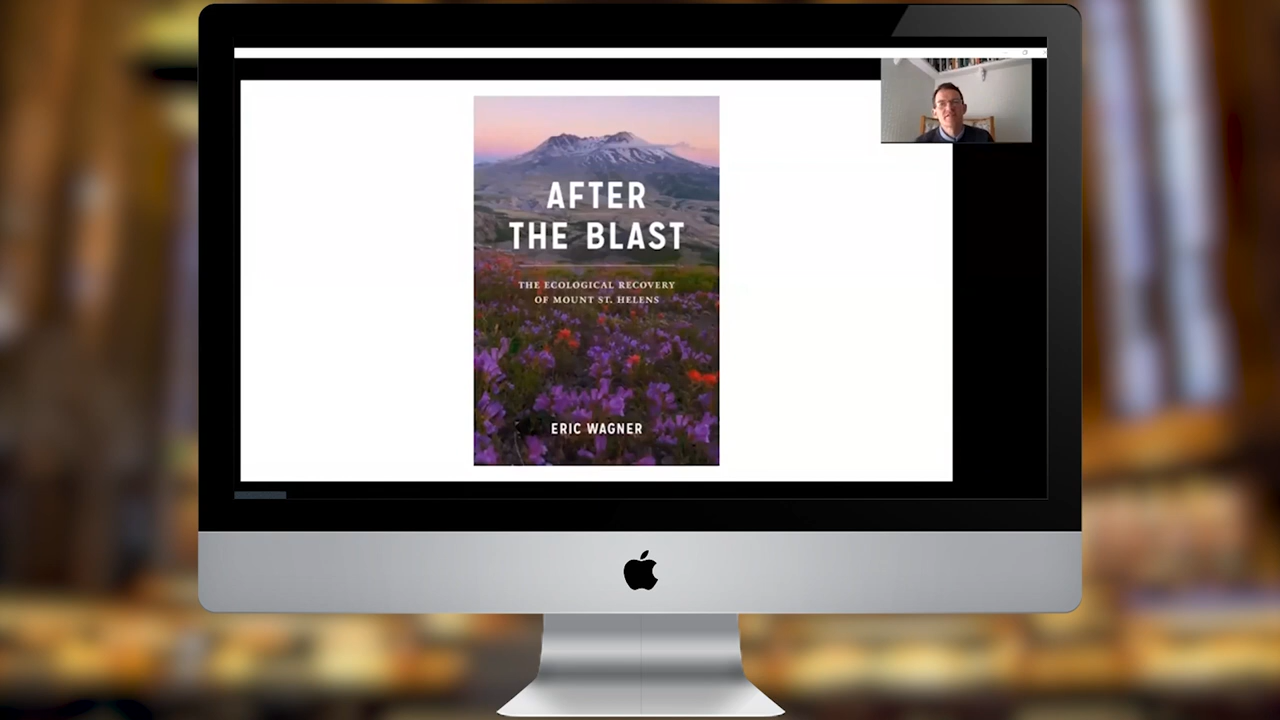 AFTER
THE BLAST
THE ECOLOGICAL RECOVERY
OF MOUNT ST. HELENS
ERIC WAGNER